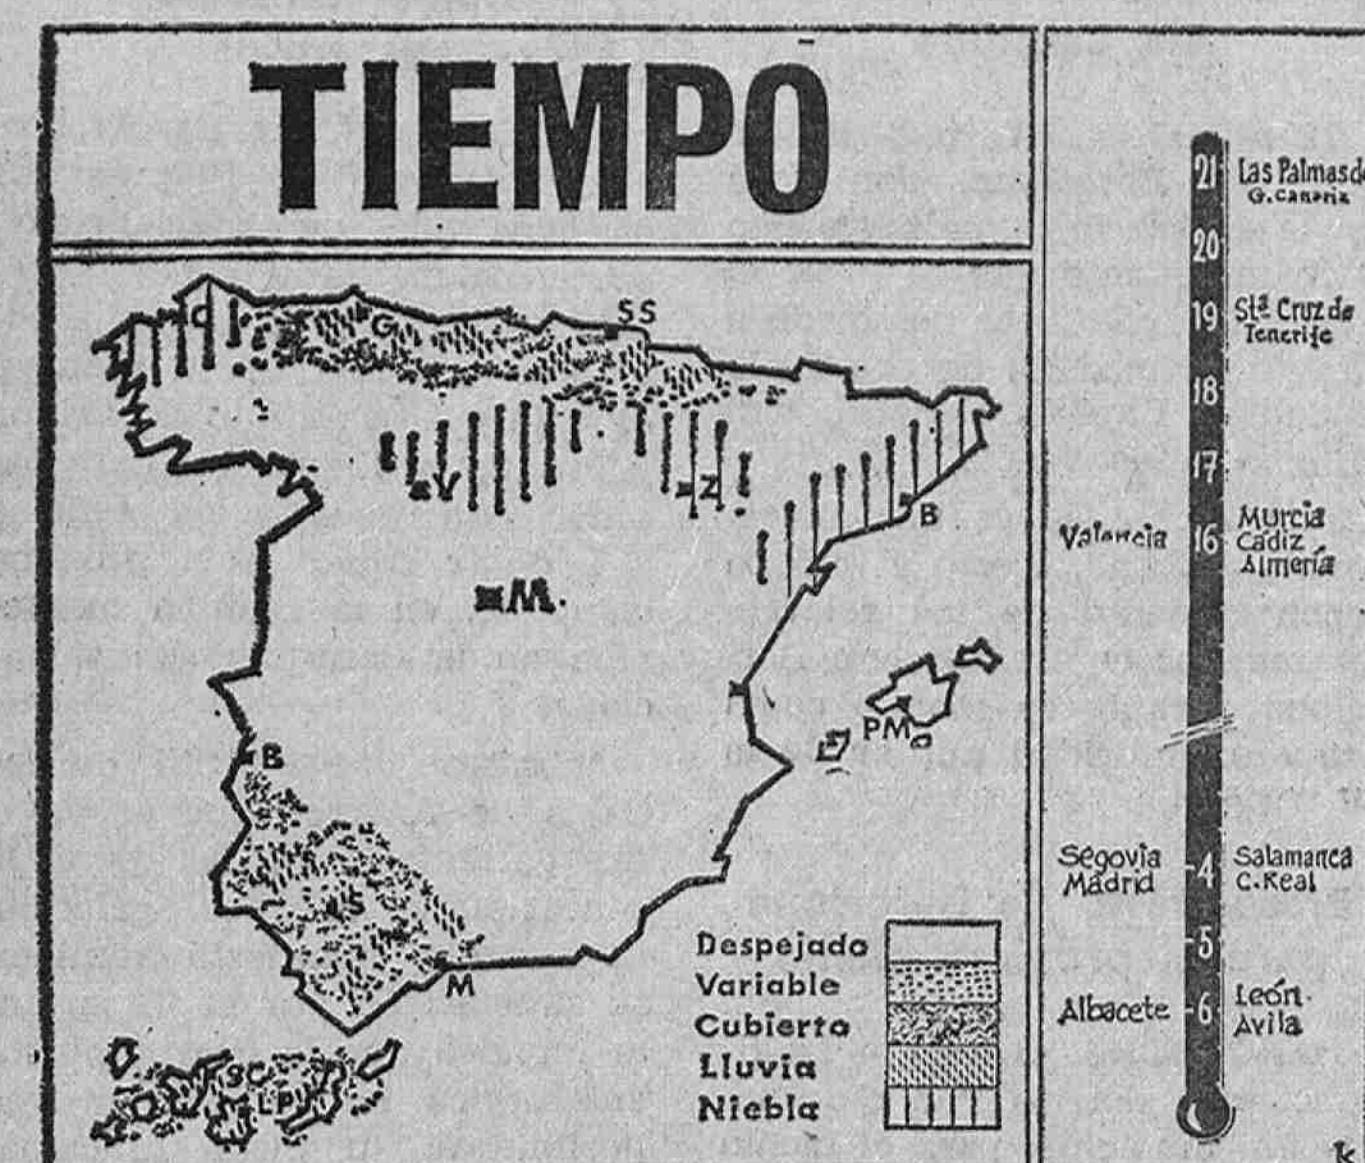 TIEMPO
C
G
SS
V
Z
B
M.
PM
B
S
M
SC
LP
Despejado
Variable
Cubierto
Lluvia
Niebla
21 Las Palmas de
G. Canaria
20
19 Stª Cruz de
Tenerife
18
17
Valencia 16 Murcia
Cádiz
Almería
Segovia -4 Salamanca
Madrid C. Real
-5
Albacete -6 León
Avila